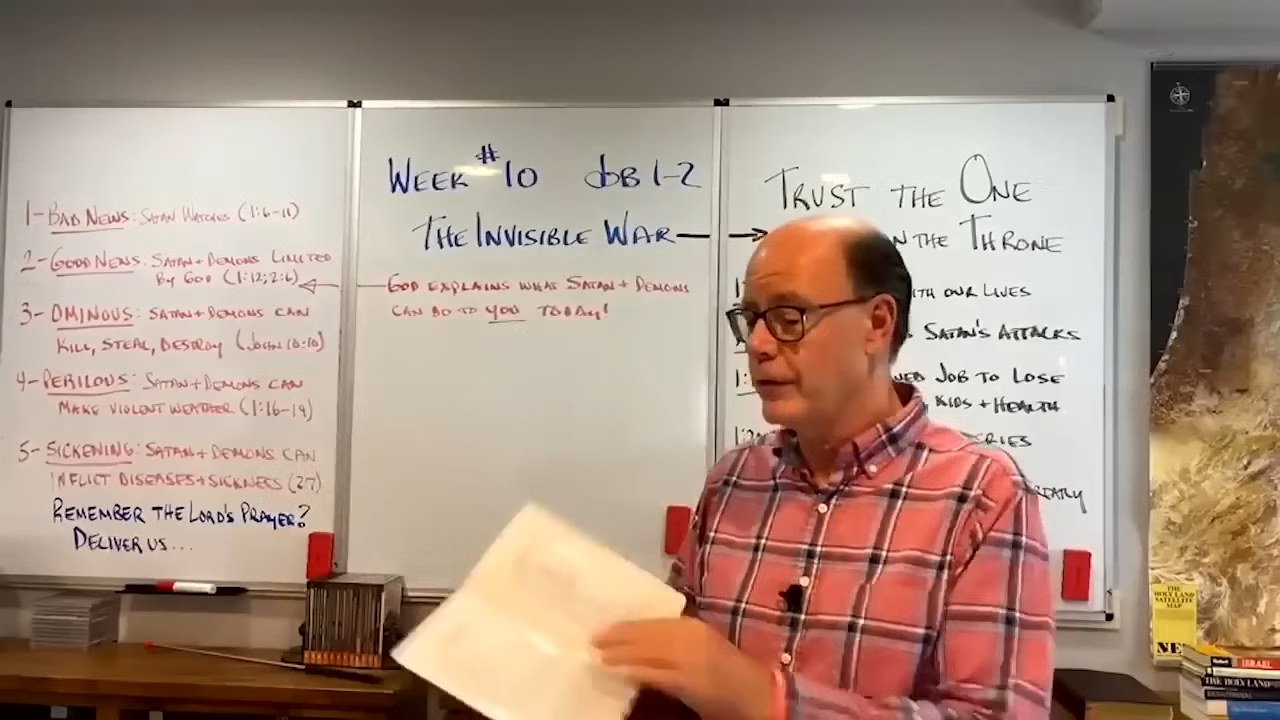 1- BAD NEWS: SATAN WATCHES (1:6-11)
2- GOOD NEWS: SATAN + DEMONS LIMITED
BY GOD (1:12; 2:6)
3- OMINOUS: SATAN + DEMONS CAN
KILL, STEAL, DESTROY (JOHN 10:10)
4- PERILOUS: SATAN + DEMONS CAN
MAKE VIOLENT WEATHER (1:16-19)
5- SICKENING: SATAN + DEMONS CAN
INFLICT DISEASES + SICKNESS (2:7)
REMEMBER THE LORD'S PRAYER?
DELIVER US...
WEEK #10 JOB 1-2
THE INVISIBLE WAR
GOD EXPLAINS WHAT SATAN + DEMONS
CAN DO TO YOU TODAY!
TRUST THE ONE
THE THRONE
OUR LIVES
SATAN'S ATTACKS
JOB TO LOSE
KIDS + HEALTH
THE HOLY LAND
SATELLITE
MAP
ISRAEL
THE HOLY LAND